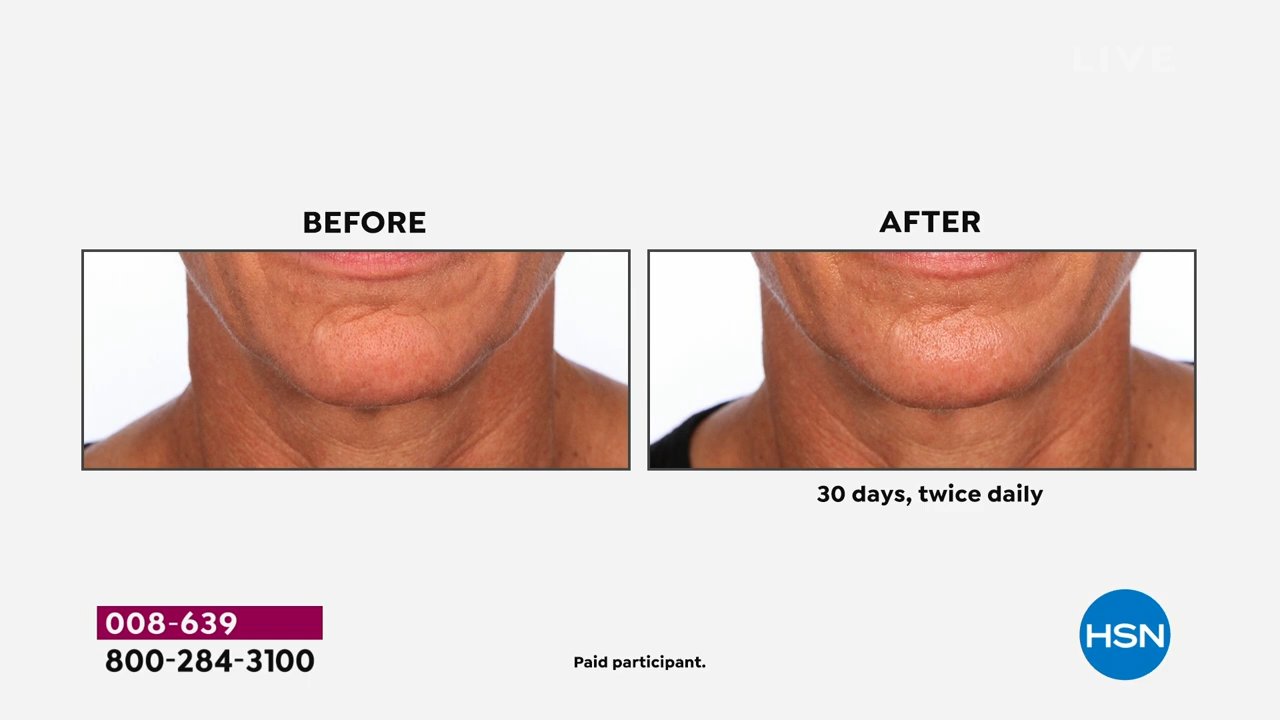 LIVE
BEFORE
AFTER
30 days, twice daily
008-639
800-284-3100
Paid participant.
HSN